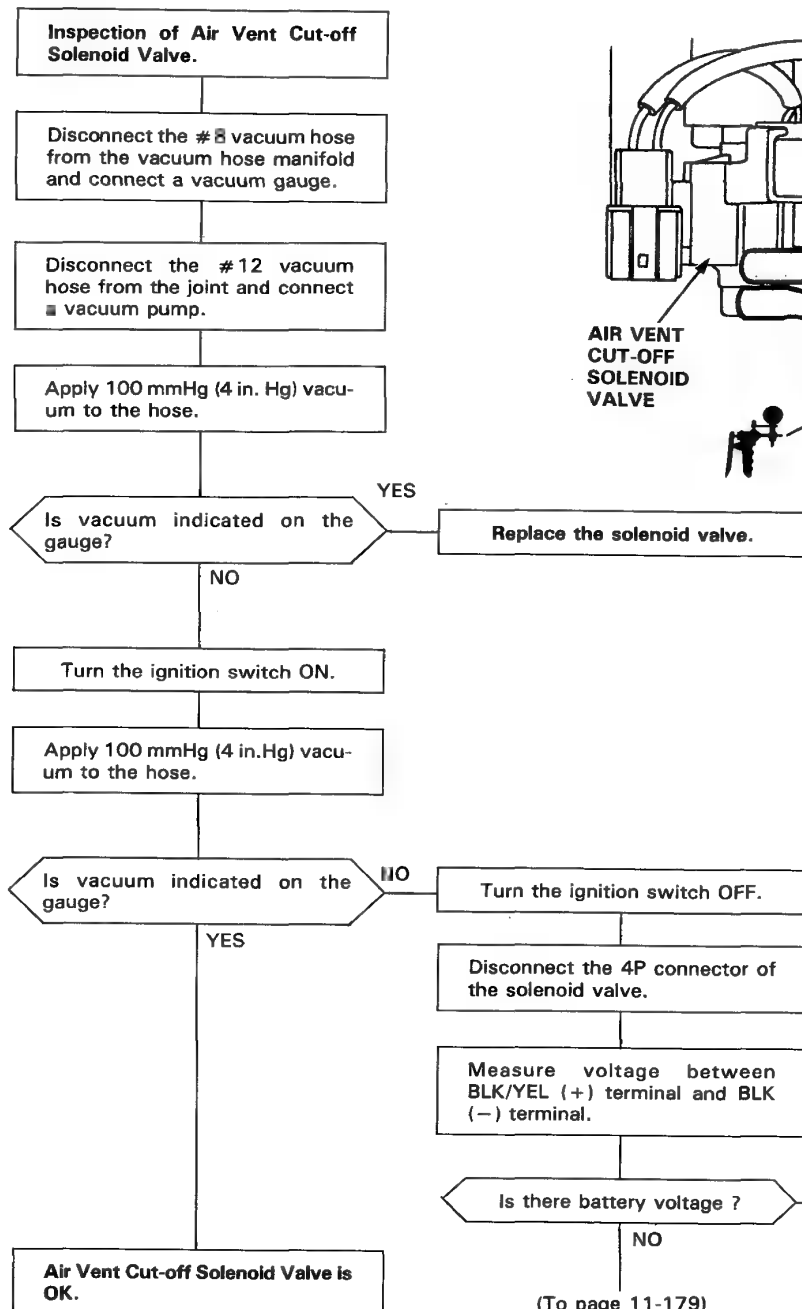 Inspection of Air Vent Cut-off
Solenoid Valve.
Disconnect the #8 vacuum hose
from the vacuum hose manifold
and connect a vacuum gauge.
Disconnect the #12 vacuum
hose from the joint and connect
a vacuum pump.
Apply 100 mmHg (4 in. Hg) vacu-
um to the hose.
AIR VENT
CUT-OFF
SOLENOID
VALVE
Is vacuum indicated on the
gauge?
YES
Replace the solenoid valve.
NO
Turn the ignition switch ON.
Apply 100 mmHg (4 in.Hg) vacu-
um to the hose.
Is vacuum indicated on the
gauge?
NO
Turn the ignition switch OFF.
YES
Disconnect the 4P connector of
the solenoid valve.
Measure voltage between
BLK/YEL (+) terminal and BLK
(−) terminal.
Is there battery voltage ?
NO
Air Vent Cut-off Solenoid Valve is
OK.
(To page 11-179)